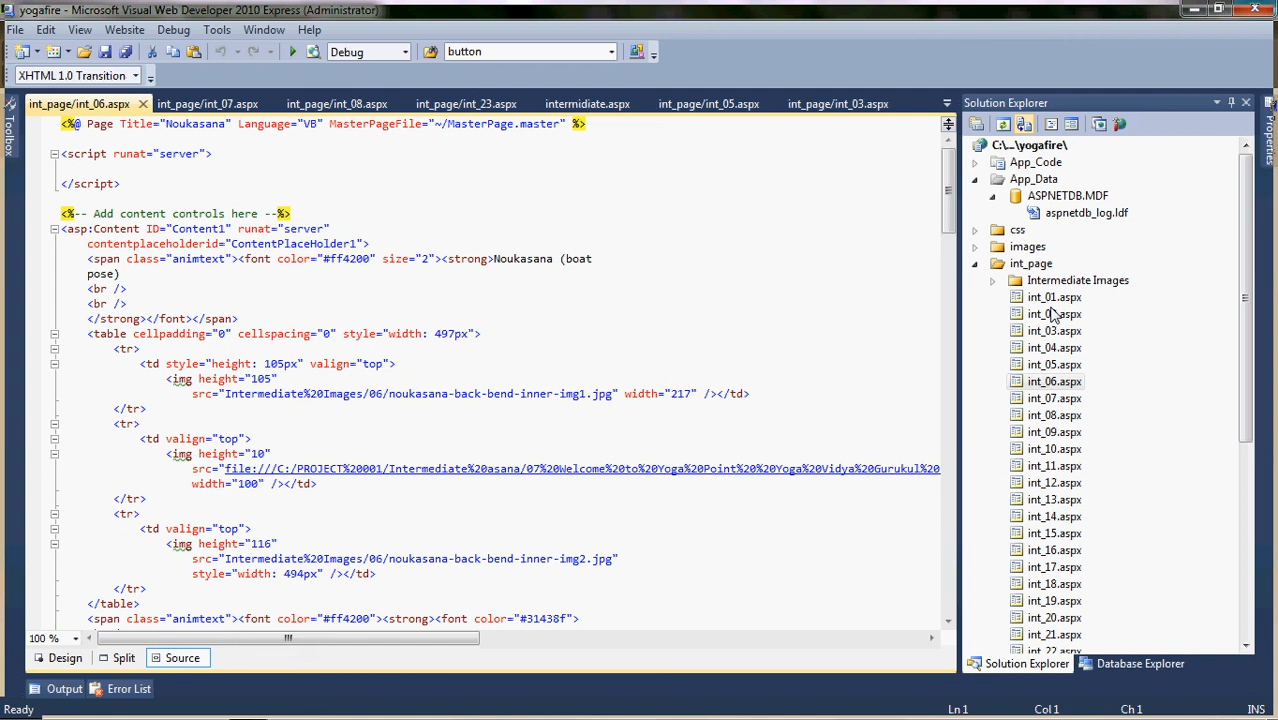 yogafire - Microsoft Visual Web Developer 2010 Express (Administrator)
File Edit View Website Debug Tools Window Help
Debug button
XHTML 1.0 Transition
int_page/int_06.aspx int_page/int_07.aspx int_page/int_08.aspx int_page/int_23.aspx intermidiate.aspx int_page/int_05.aspx int_page/int_03.aspx
Toolbox
<%@ Page Title="Noukasana" Language="VB" MasterPageFile="~/MasterPage.master" %>
<script runat="server">
</script>
<%-- Add content controls here --%>
<asp:Content ID="Content1" runat="server"
contentplaceholderid="ContentPlaceHolder1">
<span class="animtext"><font color="#ff4200" size="2"><strong>Noukasana (boat
pose)
<br />
<br />
</strong></font></span>
<table cellpadding="0" cellspacing="0" style="width: 497px">
<tr>
<td style="height: 105px" valign="top">
<img height="105"
src="Intermediate%20Images/06/noukasana-back-bend-inner-img1.jpg" width="217" /></td>
</tr>
<tr>
<td valign="top">
<img height="10"
src="file:///C:/PROJECT%20001/Intermediate%20asana/07%20Welcome%20to%20Yoga%20Point%20%20Yoga%20Vidya%20Gurukul%20
width="100" /></td>
</tr>
<tr>
<td valign="top">
<img height="116"
src="Intermediate%20Images/06/noukasana-back-bend-inner-img2.jpg"
style="width: 494px" /></td>
</tr>
</table>
<span class="animtext"><font color="#ff4200"><strong><font color="#31438f">
100 %
Design Split Source
Output Error List
Solution Explorer
C:\...\yogafire\
App_Code
App_Data
ASPNETDB.MDF
aspnetdb_log.ldf
css
images
int_page
Intermediate Images
int_01.aspx
int_03.aspx
int_04.aspx
int_05.aspx
int_06.aspx
int_07.aspx
int_08.aspx
int_09.aspx
int_10.aspx
int_11.aspx
int_12.aspx
int_13.aspx
int_14.aspx
int_15.aspx
int_16.aspx
int_17.aspx
int_18.aspx
int_19.aspx
int_20.aspx
int_21.aspx
int_22.aspx
Solution Explorer Database Explorer
Properties
Ready Ln 1 Col 1 Ch 1 INS